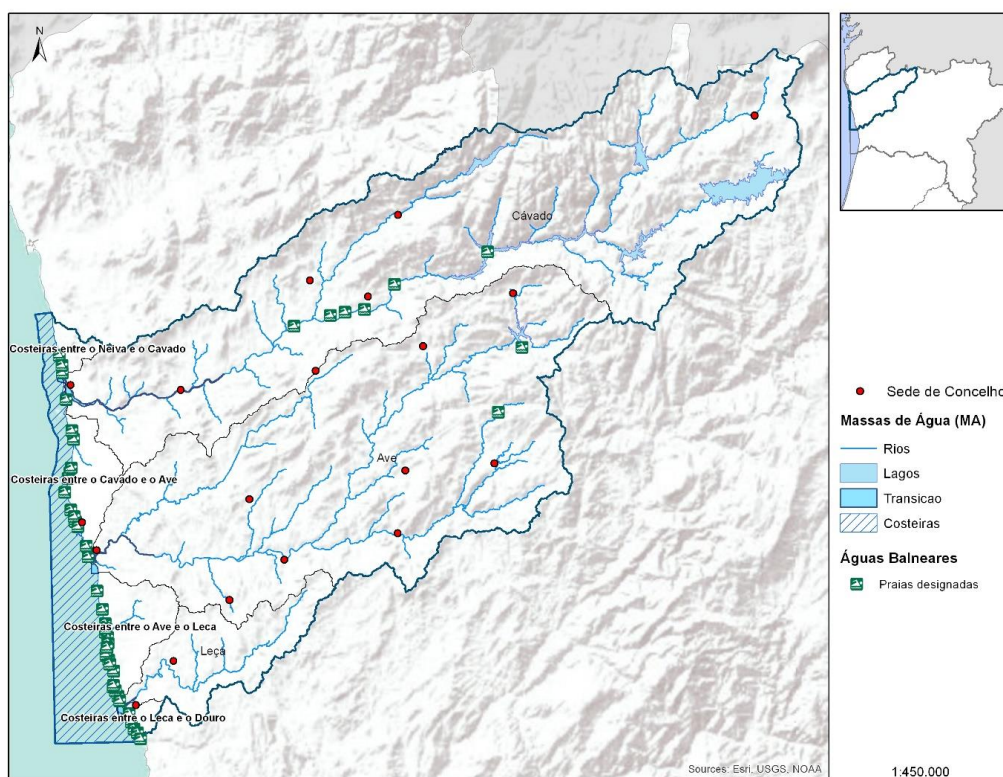 N
Cávado
Costeiras entre o Neiva e o Cavado
Ave
Costeiras entre o Cavado e o Ave
Costeiras entre o Ave e o Leca
Leça
Costeiras entre o Leca e o Douro
Sources: Esri, USGS, NOAA
Sede de Concelho
Massas de Água (MA)
Rios
Lagos
Transicao
Costeiras
Águas Balneares
Praias designadas
1:450.000